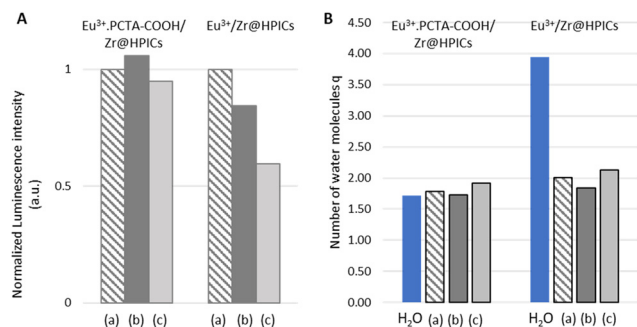 A
Eu³⁺.PCTA-COOH/
Zr@HPICs
Eu³⁺/Zr@HPICs
Normalized Luminescence intensity
(a.u.)
1
0.5
0
(a) (b) (c) (a) (b) (c)
B
Eu³⁺.PCTA-COOH/
Zr@HPICs
Eu³⁺/Zr@HPICs
Number of water molecules q
4.50
4.00
3.50
3.00
2.50
2.00
1.50
1.00
0.50
0.00
H₂O (a) (b) (c) H₂O (a) (b) (c)